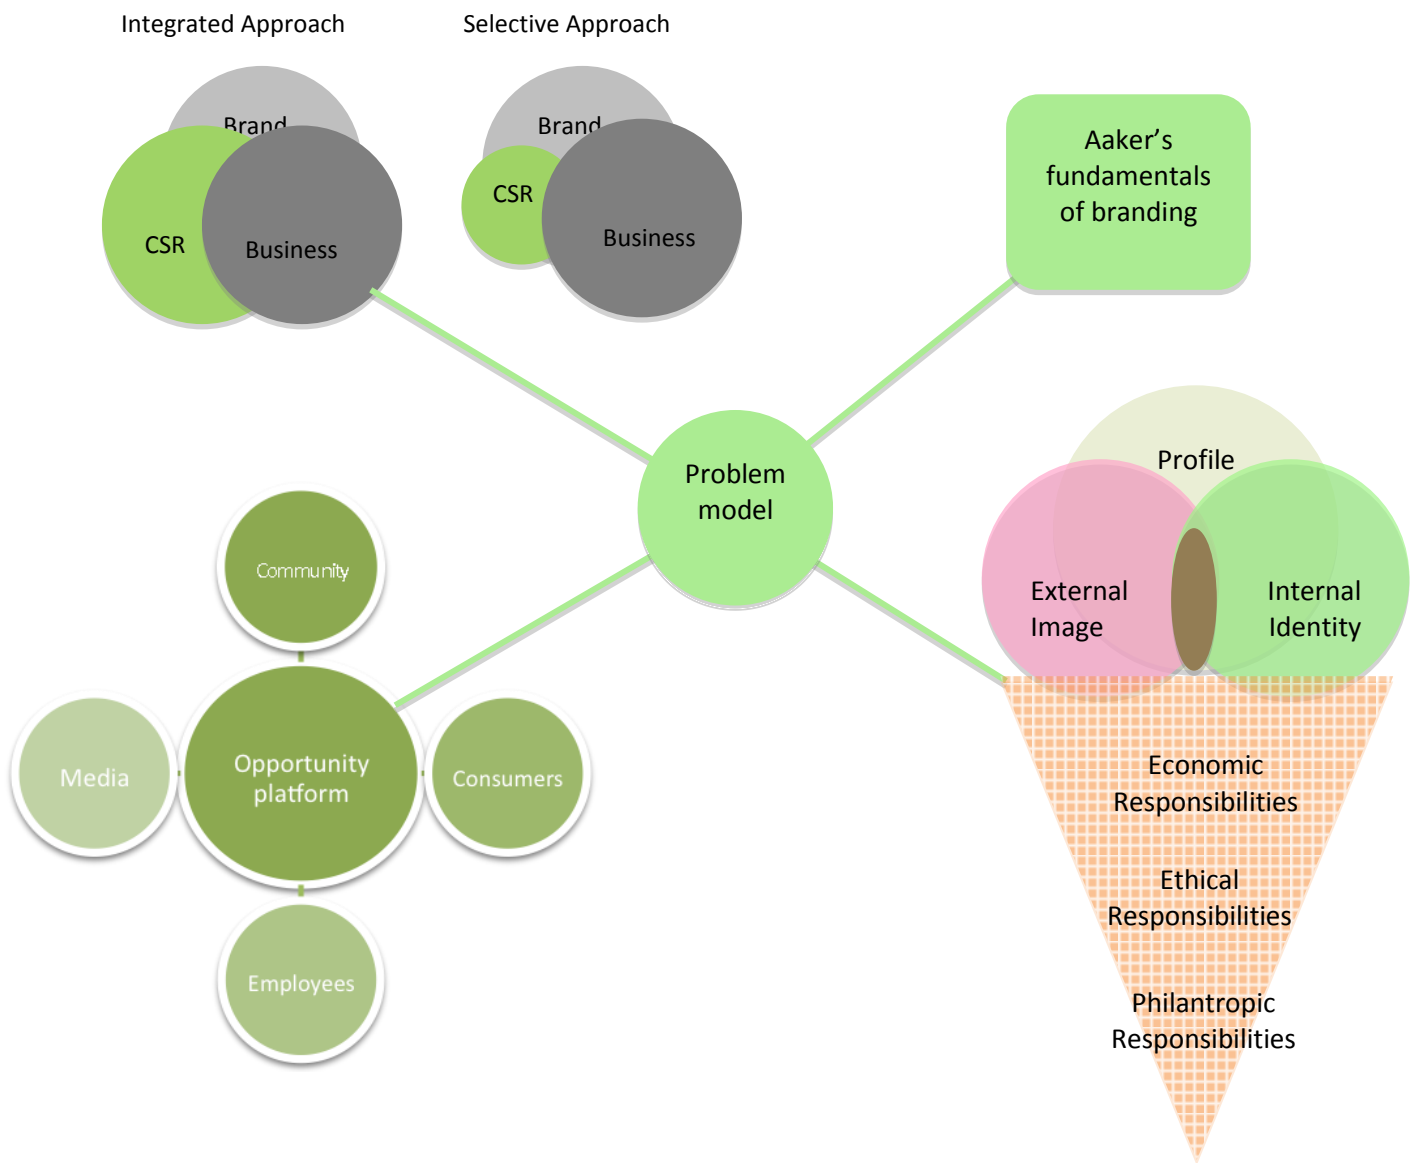 Integrated Approach
Selective Approach
Brand
CSR
Business
Brand
CSR
Business
Aaker’s
fundamentals
of branding
Problem
model
Profile
External
Image
Internal
Identity
Community
Media
Opportunity
platform
Consumers
Employees
Economic
Responsibilities
Ethical
Responsibilities
Philantropic
Responsibilities